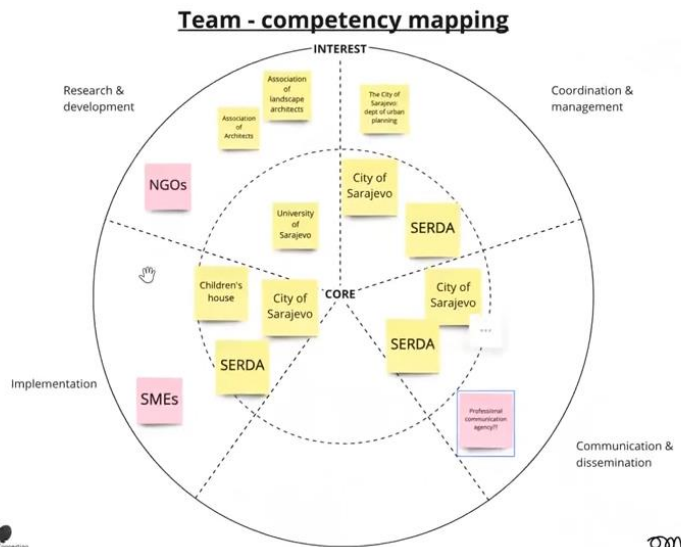 Team - competency mapping
INTEREST
Research &
development
Coordination &
management
Association
of
landscape
architects
Association
of
Architects
The City of
Sarajevo
dept of urban
planning
NGOs
City of
Sarajevo
University
of
Sarajevo
SERDA
Children's
house
City of
Sarajevo
CORE
City of
Sarajevo
...
SERDA
SERDA
Implementation
SMEs
Professional
communication
agency??
Communication &
dissemination